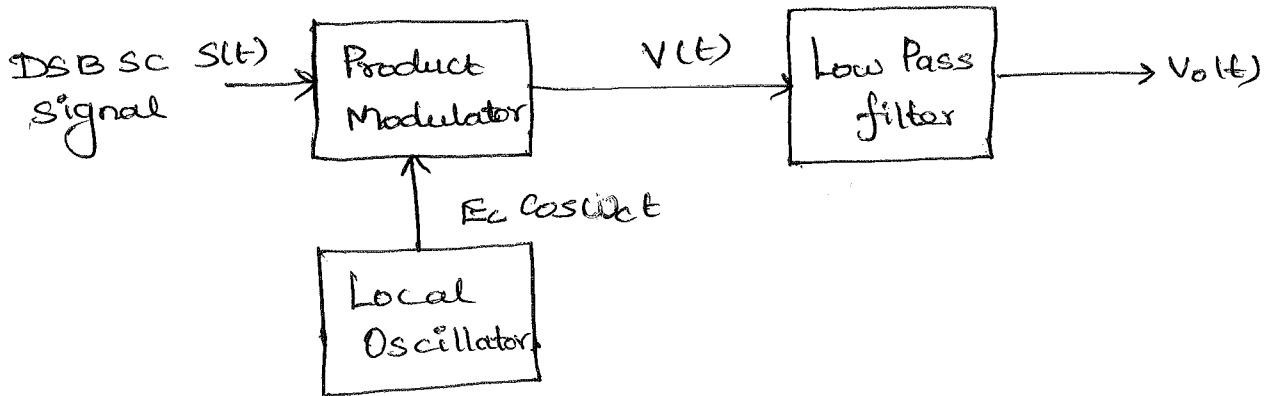 DSB SC S(t)
signal
Product
Modulator
V(t)
Low Pass
filter
Vo(t)
Ec Cosωct
Local
Oscillator